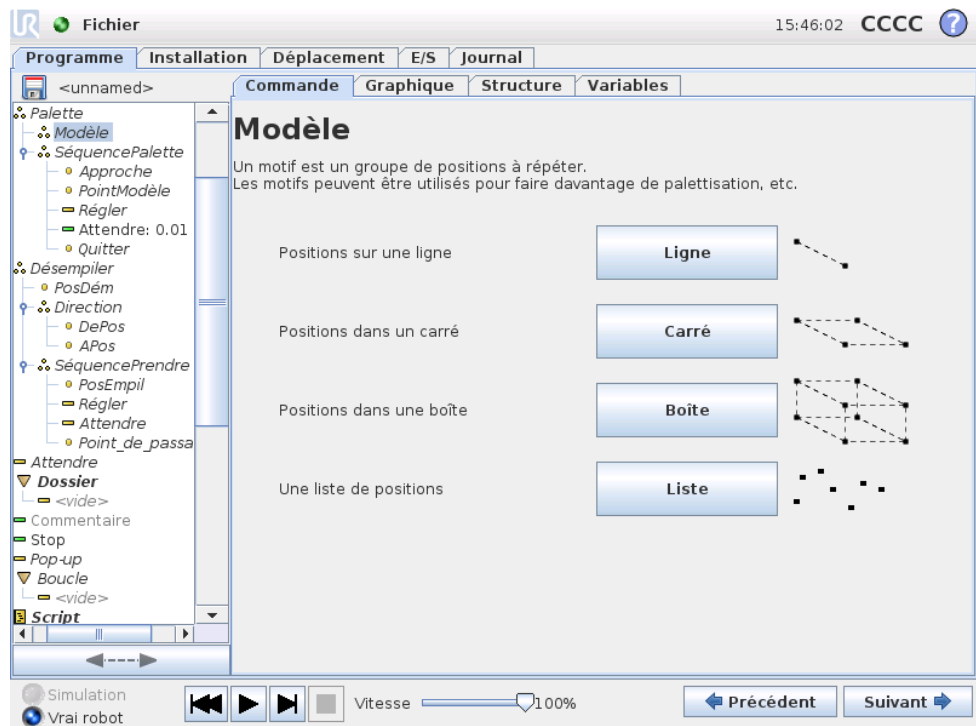 Fichier
15:46:02 CCCC ?
Programme Installation Déplacement E/S Journal
<unnamed>
Commande Graphique Structure Variables
Palette
Modèle
SéquencePalette
Approche
PointModèle
Régler
Attendre: 0.01
Quitter
Désempiler
PosDém
Direction
DePos
APos
SéquencePrendre
PosEmpil
Régler
Attendre
Point_de_passa
Attendre
Dossier
<vide>
Commentaire
Stop
Pop-up
Boucle
<vide>
Script
Modèle
Un motif est un groupe de positions à répéter.
Les motifs peuvent être utilisés pour faire davantage de palettisation, etc.
Positions sur une ligne Ligne
Positions dans un carré Carré
Positions dans une boîte Boîte
Une liste de positions Liste
Simulation
Vrai robot
Vitesse 100%
Précédent Suivant